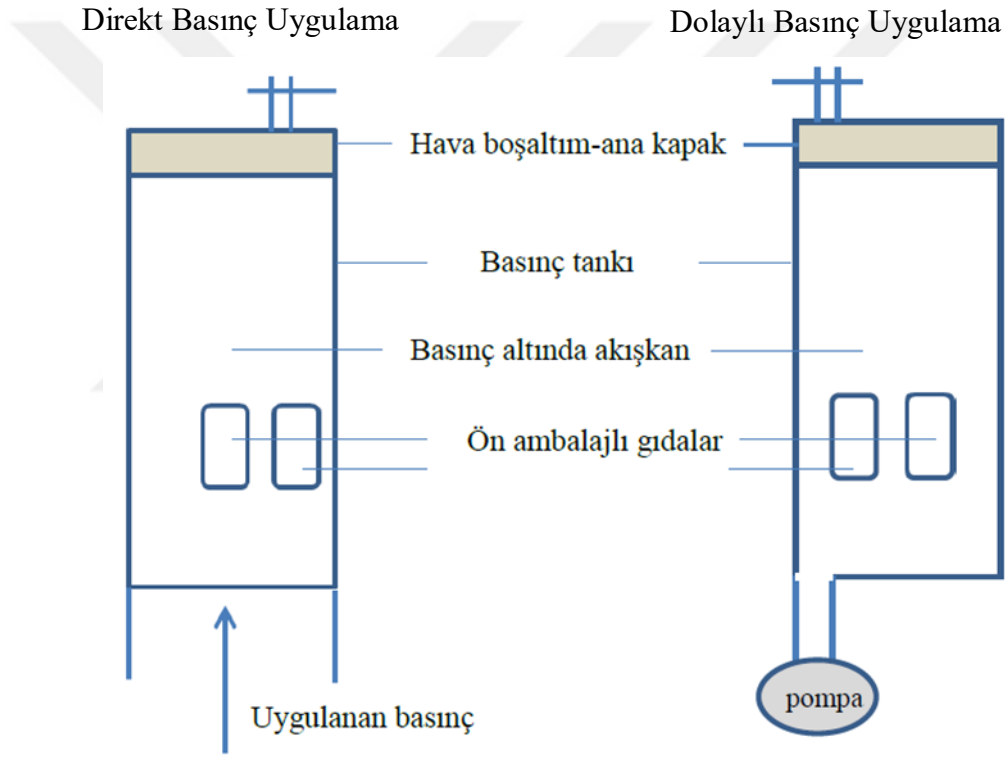 Direkt Basınç Uygulama
Dolaylı Basınç Uygulama
Hava boşaltım-ana kapak
Basınç tankı
Basınç altında akışkan
Ön ambalajlı gıdalar
pompa
Uygulanan basınç